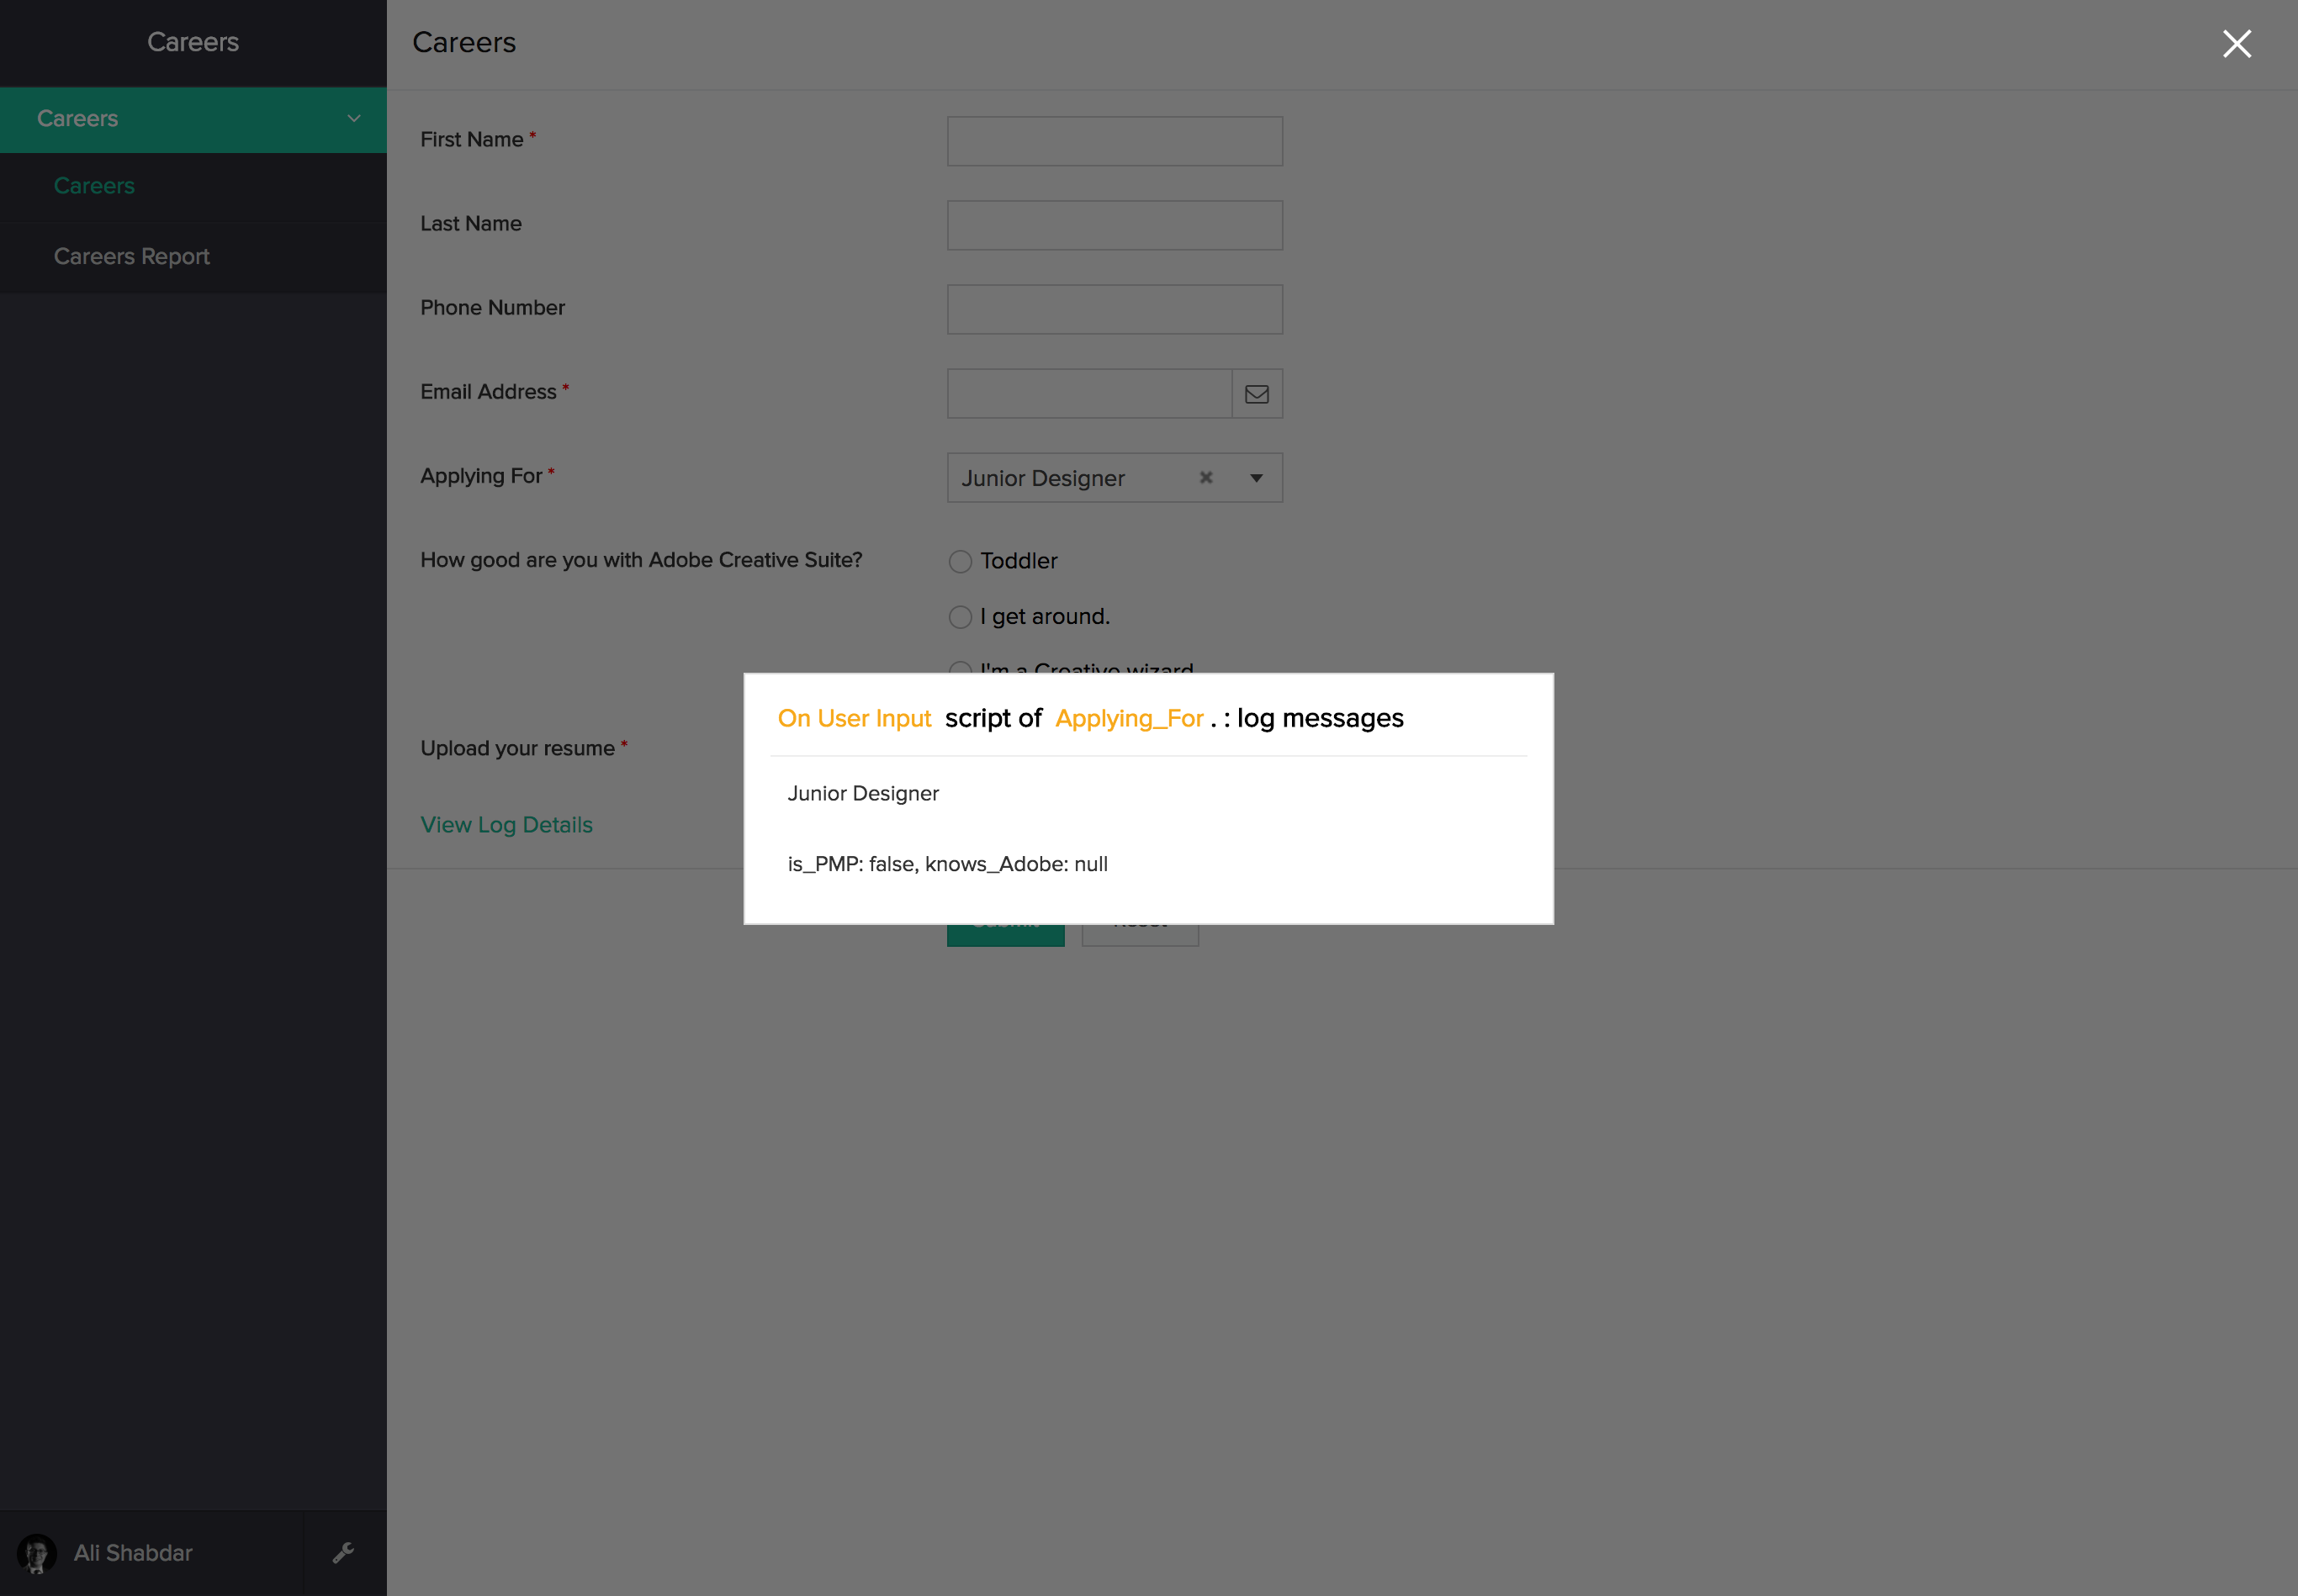 Careers
Careers
Careers
Careers Report
Ali Shabdar
Careers
First Name *
Last Name
Phone Number
Email Address *
Applying For *
Junior Designer
How good are you with Adobe Creative Suite?
Toddler
I get around.
I'm a Creative wizard
On User Input script of Applying_For . : log messages
Junior Designer
is_PMP: false, knows_Adobe: null
Upload your resume *
View Log Details
Submit Reset